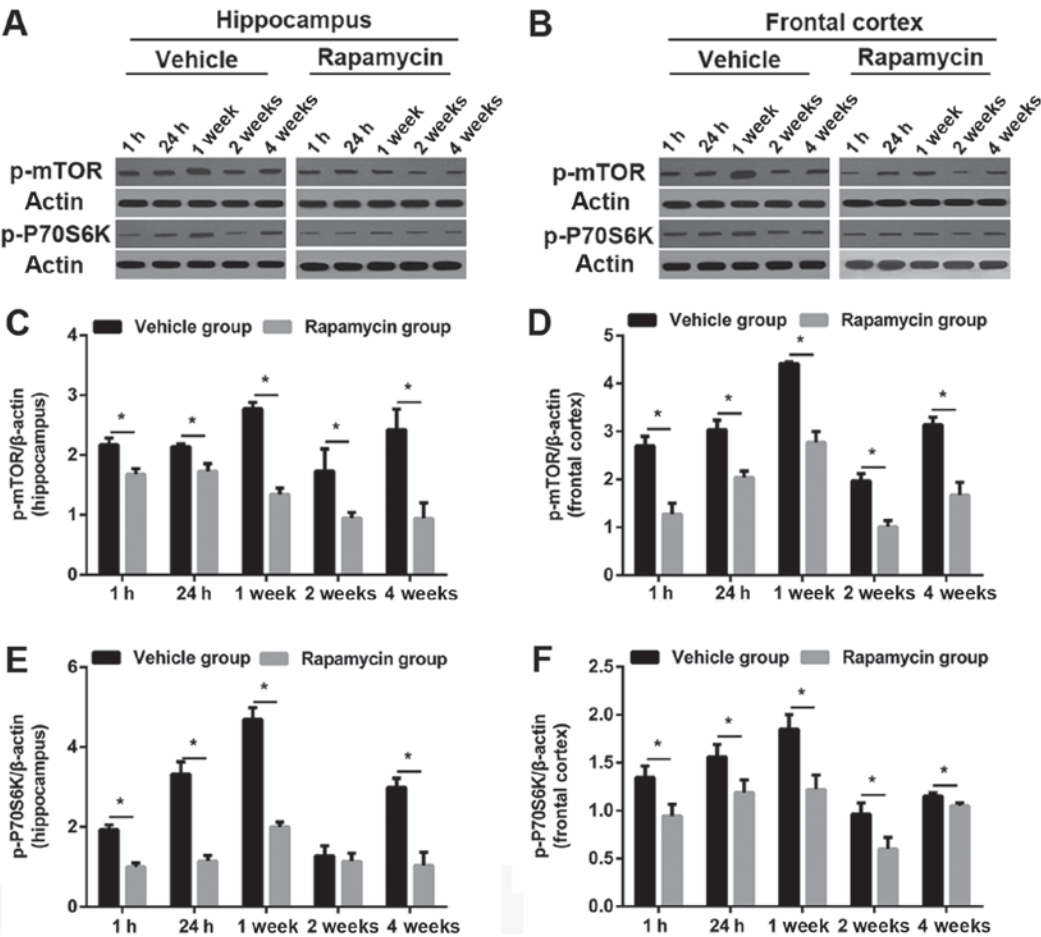 A
Hippocampus
Vehicle
Rapamycin
1 h
24 h
1 week
2 weeks
4 weeks
1 h
24 h
1 week
2 weeks
4 weeks
p-mTOR
Actin
p-P70S6K
Actin
B
Frontal cortex
Vehicle
Rapamycin
1 h
24 h
1 week
2 weeks
4 weeks
1 h
24 h
1 week
2 weeks
4 weeks
p-mTOR
Actin
p-P70S6K
Actin
C
Vehicle group
Rapamycin group
p-mTOR/β-actin
(hippocampus)
4
3
2
1
0
*
*
*
*
*
1 h
24 h
1 week
2 weeks
4 weeks
D
Vehicle group
Rapamycin group
p-mTOR/β-actin
(frontal cortex)
5
4
3
2
1
0
*
*
*
*
*
1 h
24 h
1 week
2 weeks
4 weeks
E
Vehicle group
Rapamycin group
p-P70S6K/β-actin
(hippocampus)
6
4
2
0
*
*
*
*
1 h
24 h
1 week
2 weeks
4 weeks
F
Vehicle group
Rapamycin group
p-P70S6K/β-actin
(frontal cortex)
2.5
2.0
1.5
1.0
0.5
0.0
*
*
*
*
*
1 h
24 h
1 week
2 weeks
4 weeks